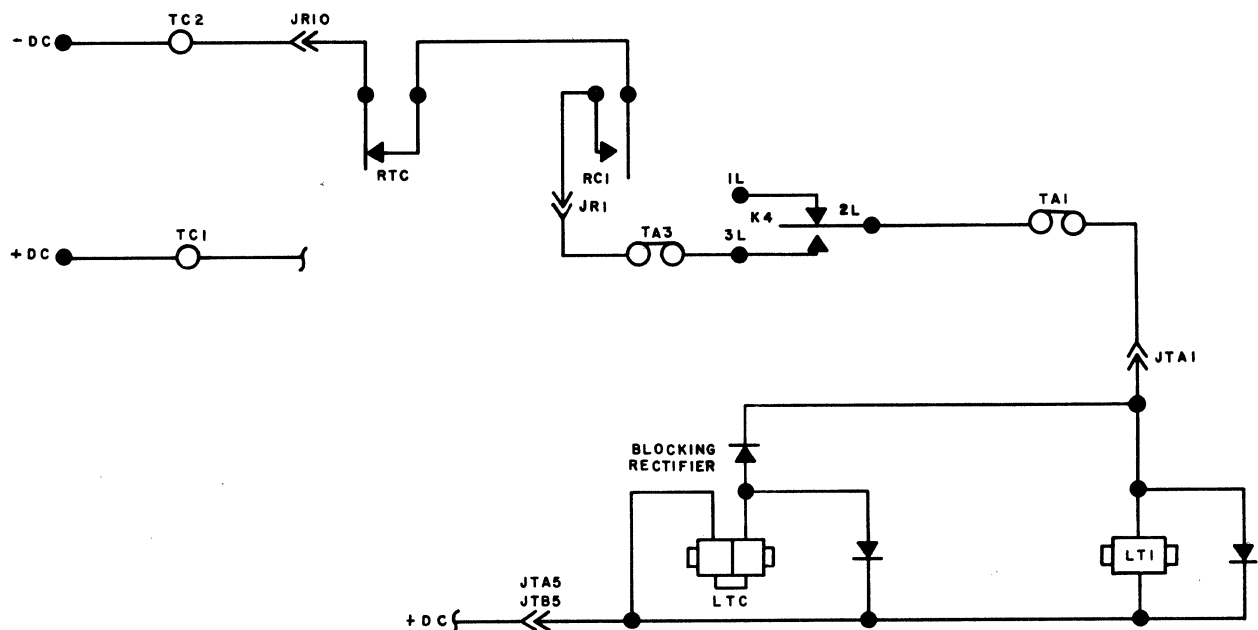 TC2
JR10
- DC
RTC
RC1
JR1
1L
K4
2L
TA1
TA3
3L
+ DC
TC1
JTA1
BLOCKING
RECTIFIER
LT1
LTC
JTA5
JTB5
+ DC